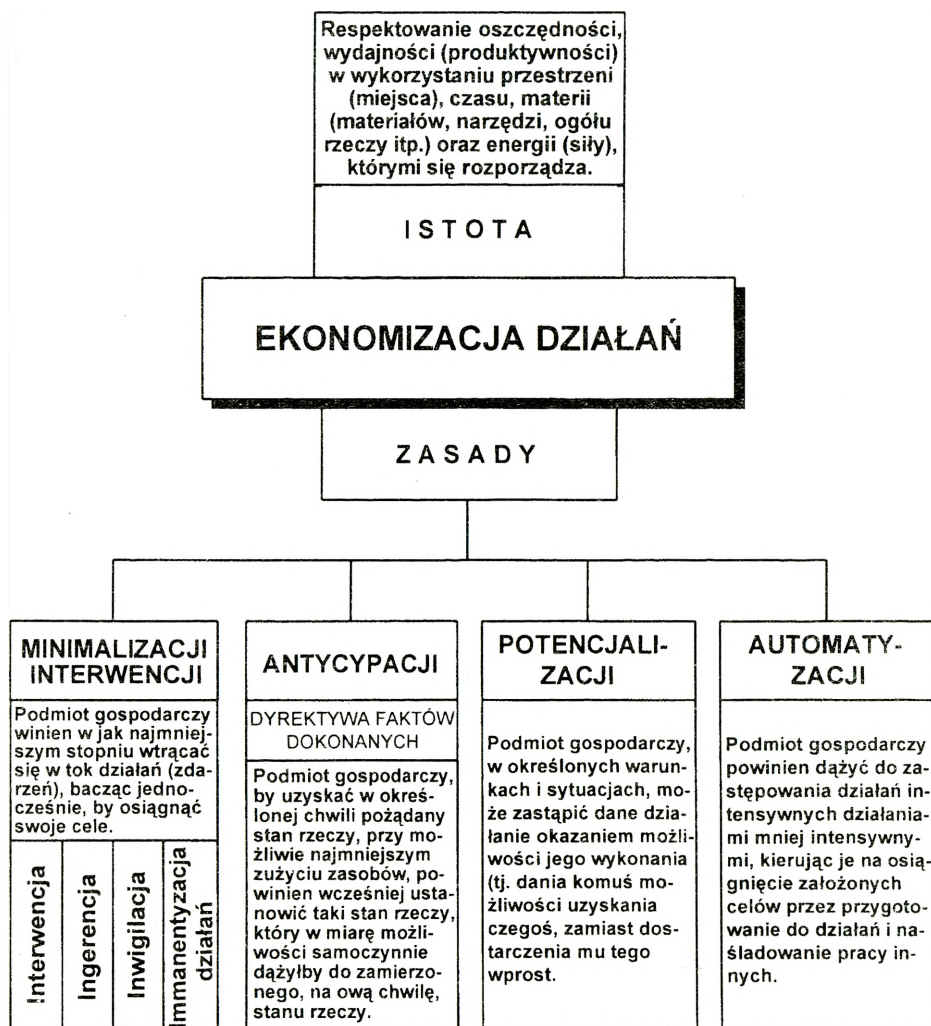 Respektowanie oszczędności,
wydajności (produktywności)
w wykorzystaniu przestrzeni
(miejsca), czasu, materii
(materiałów, narzędzi, ogółu
rzeczy itp.) oraz energii (siły),
którymi się rozporządza.
ISTOTA
EKONOMIZACJA DZIAŁAŃ
ZASADY
MINIMALIZACJI
INTERWENCJI
Podmiot gospodarczy
winien w jak najmniej-
szym stopniu wtrącać
się w tok działań (zda-
rzeń), bacząc jedno-
cześnie, by osiągnąć
swoje cele.
Interwencja
Ingerencja
Inwigilacja
Immanentyzacja
działań
ANTYCYPACJI
DYREKTYWA FAKTÓW
DOKONANYCH
Podmiot gospodarczy,
by uzyskać w okreś-
lonej chwili pożądany
stan rzeczy, przy mo-
żliwie najmniejszym
zużyciu zasobów, po-
winien wcześniej usta-
nowić taki stan rzeczy,
który w miarę możli-
wości samoczynnie
dążyłby do zamierzo-
nego, na ową chwilę,
stanu rzeczy.
POTENCJALI-
ZACJI
Podmiot gospodarczy,
w określonych warun-
kach i sytuacjach, mo-
że zastąpić dane dzia-
łanie okazaniem możli-
wości jego wykonania
(tj. dania komuś mo-
żliwości uzyskania
czegoś, zamiast dos-
tarczenia mu tego
wprost.
AUTOMATY-
ZACJI
Podmiot gospodarczy
powinien dążyć do za-
stępowania działań in-
tensywnych działania-
mi mniej intensywny-
mi, kierując je na osią-
gnięcie założonych
celów przez przygoto-
wanie do działań i na-
śladowanie pracy in-
nych.